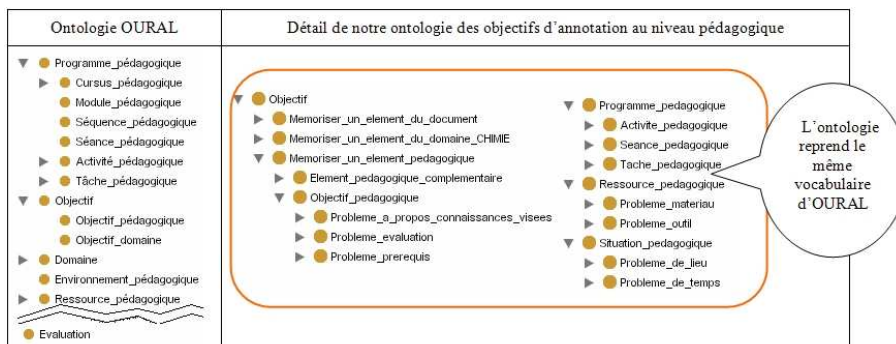 Ontologie OURAL
Détail de notre ontologie des objectifs d'annotation au niveau pédagogique
Programme_pédagogique
Cursus_pédagogique
Module_pédagogique
Séquence_pédagogique
Séance_pédagogique
Activité_pédagogique
Tâche_pédagogique
Objectif
Objectif_pédagogique
Objectif_domaine
Domaine
Environnement_pédagogique
Ressource_pédagogique
Evaluation
Objectif
Memoriser_un_element_du_document
Memoriser_un_element_du_domaine_CHIMIE
Memoriser_un_element_pedagogique
Element_pedagogique_complementaire
Objectif_pedagogique
Probleme_a_propos_connaissances_visees
Probleme_evaluation
Probleme_prerequis
Programme_pedagogique
Activite_pedagogique
Seance_pedagogique
Tache_pedagogique
Ressource_pedagogique
Probleme_materiau
Probleme_outil
Situation_pedagogique
Probleme_de_lieu
Probleme_de_temps
L'ontologie
reprend le
même
vocabulaire
d'OURAL